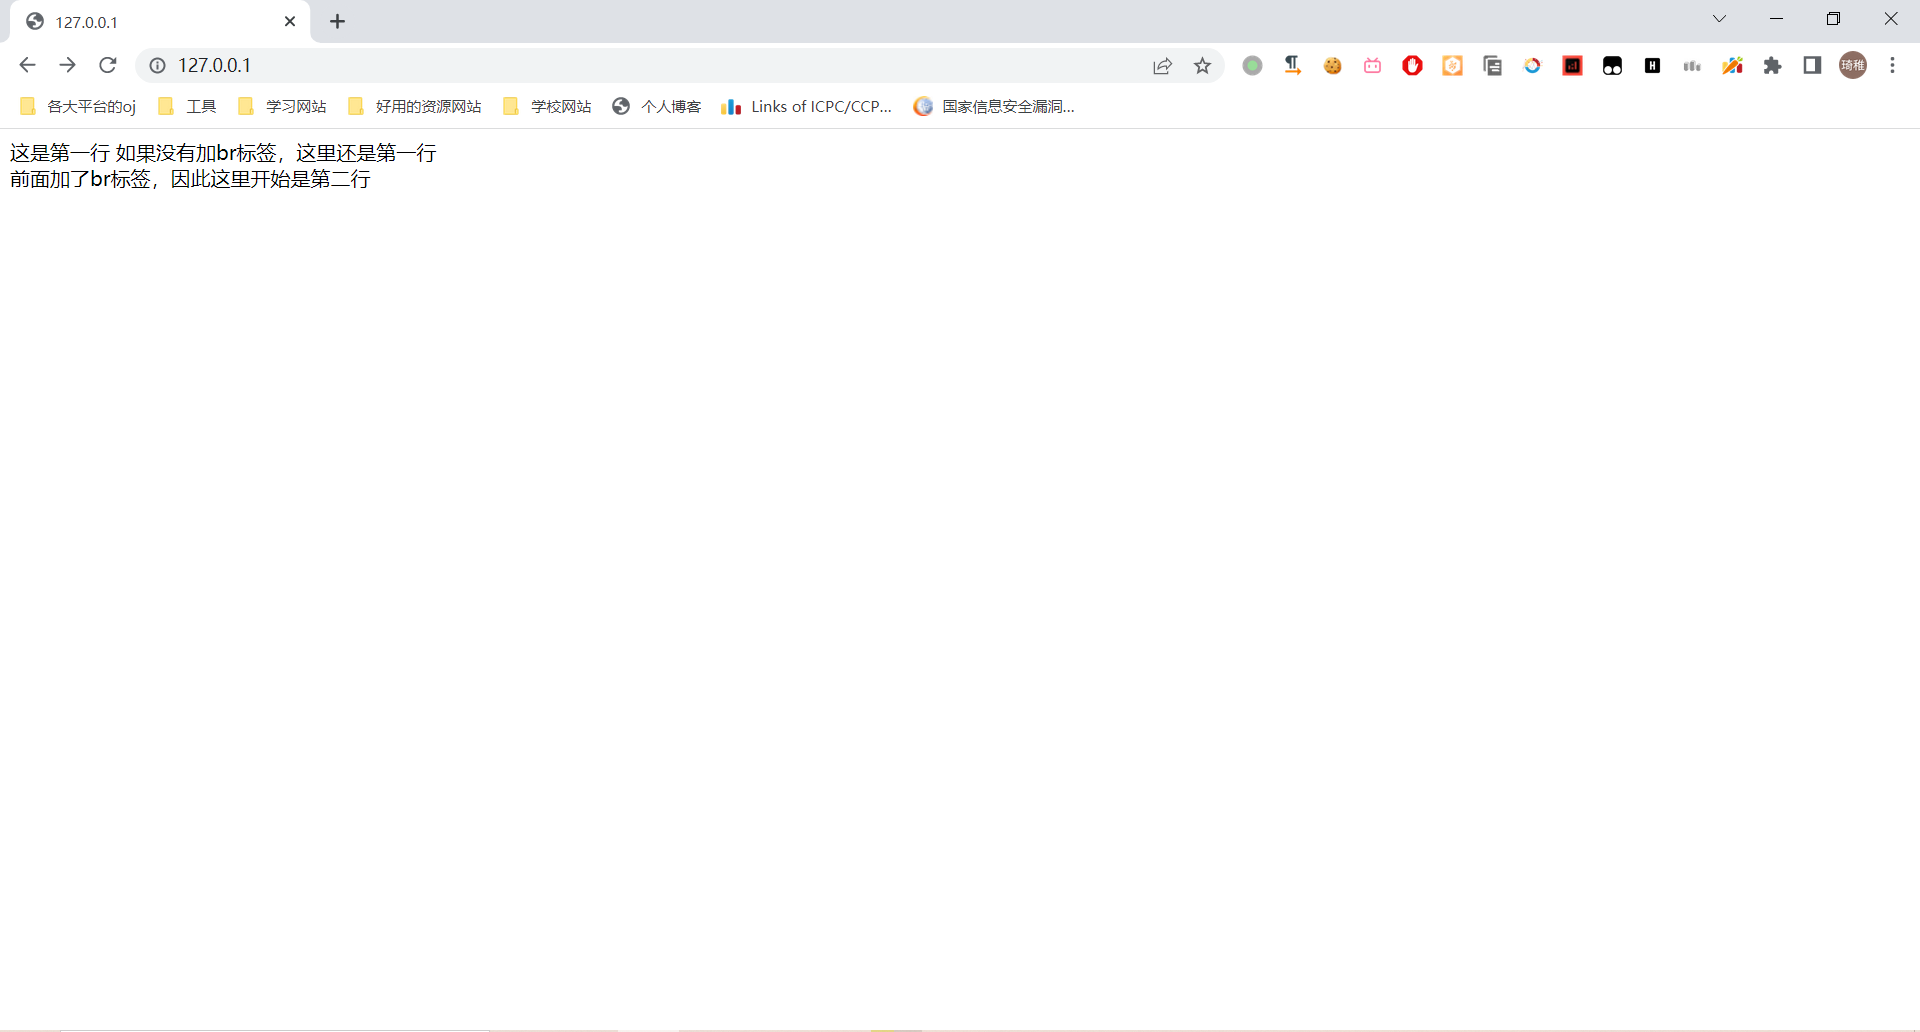 127.0.0.1
127.0.0.1
琦稚
各大平台的oj 工具 学习网站 好用的资源网站 学校网站 个人博客 Links of ICPC/CCP... 国家信息安全漏洞...
这是第一行 如果没有加br标签，这里还是第一行
前面加了br标签，因此这里开始是第二行